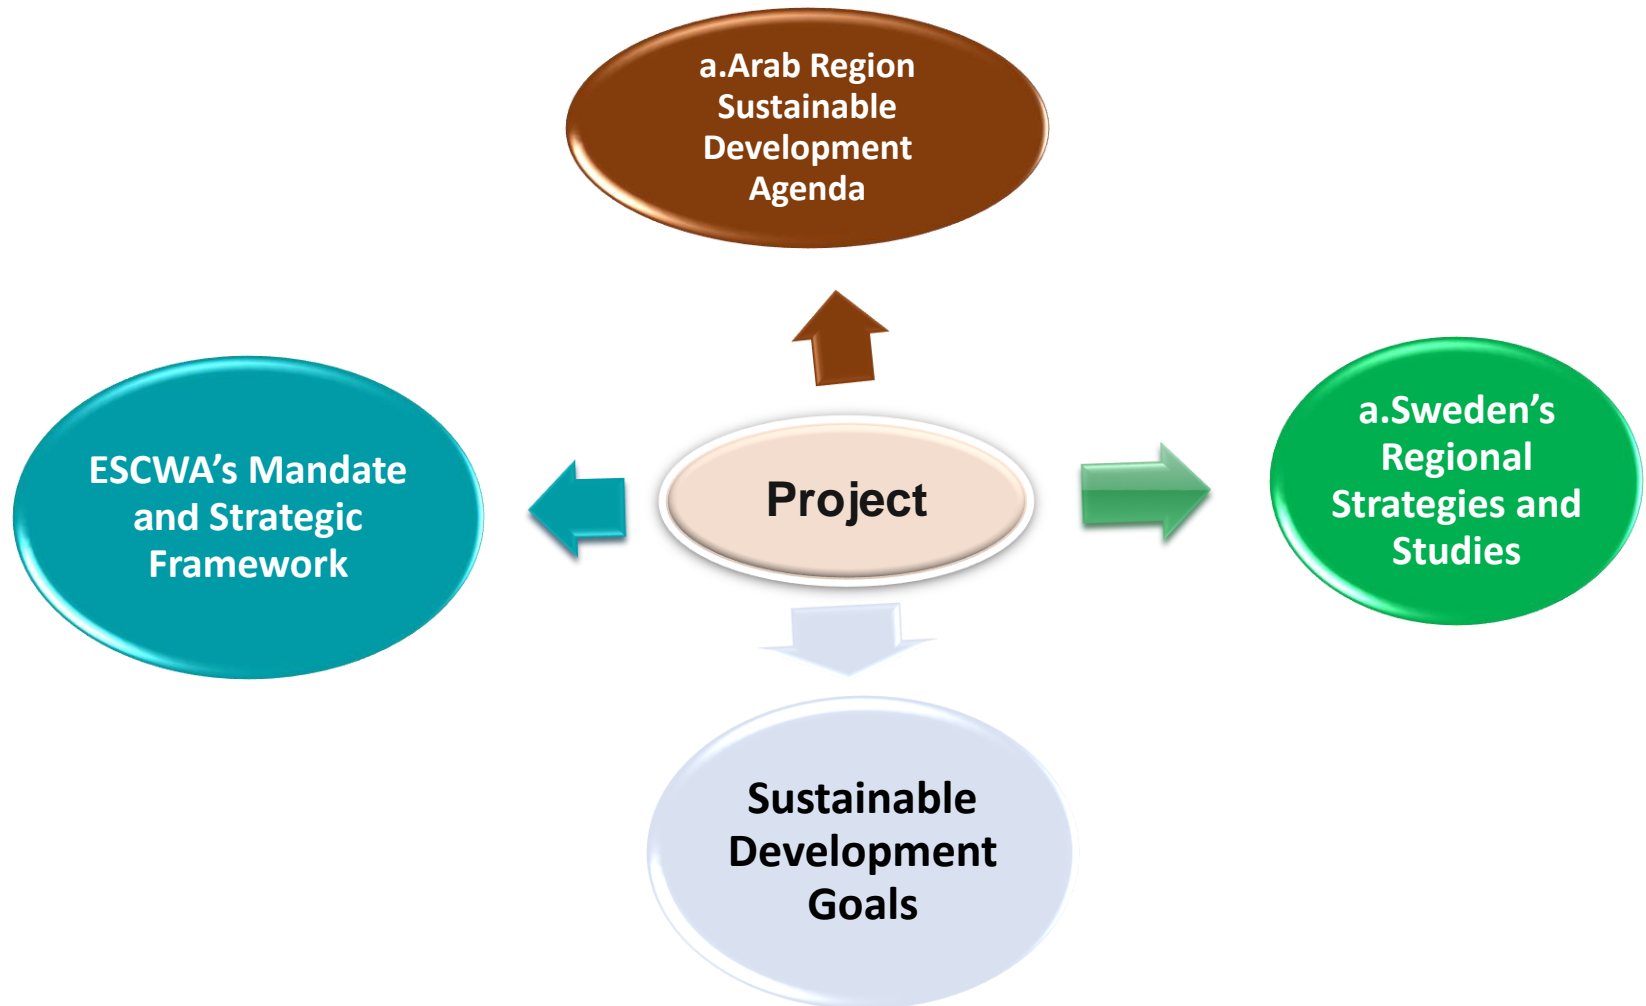 a.Arab Region
Sustainable
Development
Agenda
ESCWA’s Mandate
and Strategic
Framework
Project
a.Sweden’s
Regional
Strategies and
Studies
Sustainable
Development
Goals